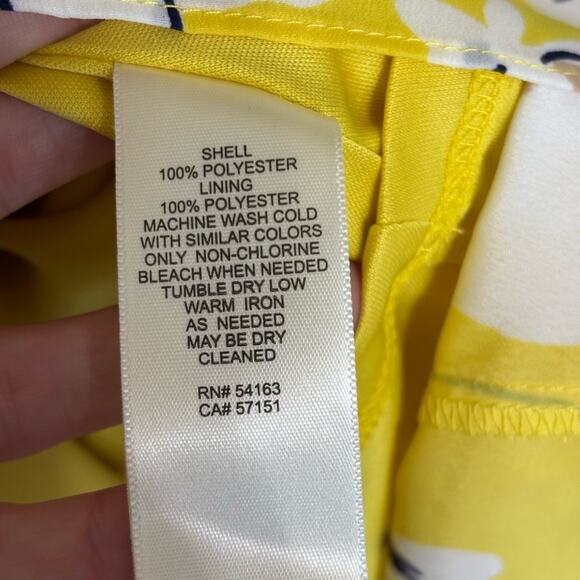 SHELL
100% POLYESTER
LINING
100% POLYESTER
MACHINE WASH COLD
WITH SIMILAR COLORS
ONLY NON-CHLORINE
BLEACH WHEN NEEDED
TUMBLE DRY LOW
WARM IRON
AS NEEDED
MAY BE DRY
CLEANED
RN# 54163
CA# 57151